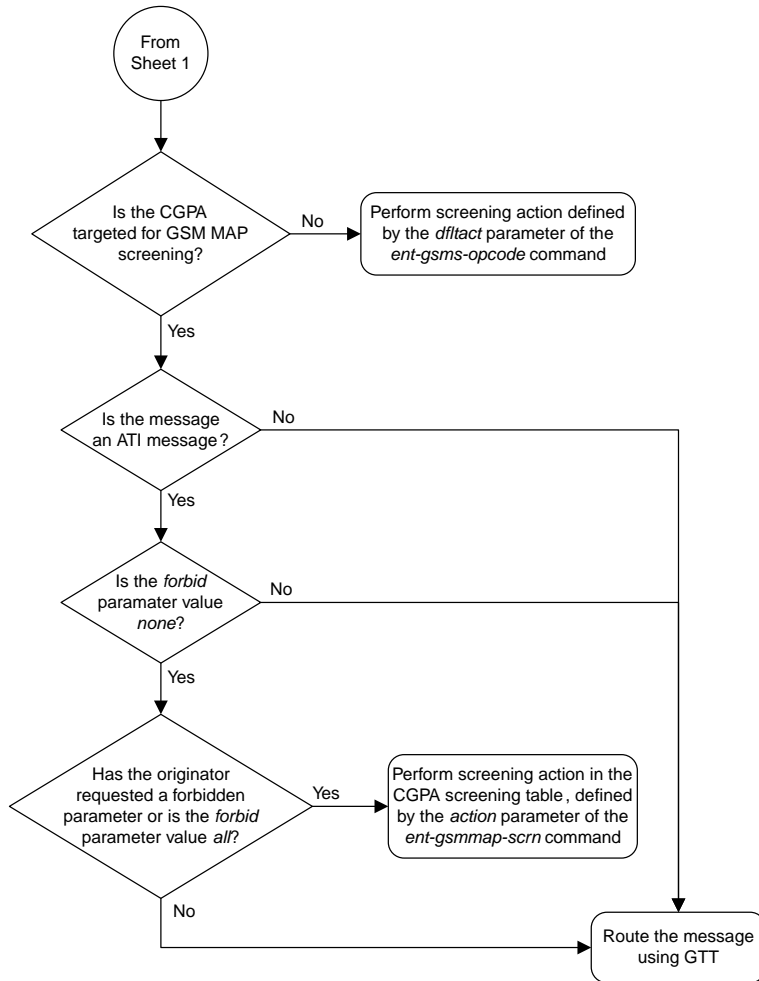 From
Sheet 1
Is the CGPA
targeted for GSM MAP
screening?
No
Perform screening action defined
by the dfltact parameter of the
ent-gsms-opcode command
Yes
Is the message
an ATI message?
No
Yes
Is the forbid
paramater value
none?
No
Yes
Has the originator
requested a forbidden
parameter or is the forbid
parameter value all?
Yes
Perform screening action in the
CGPA screening table, defined
by the action parameter of the
ent-gsmmap-scrn command
No
Route the message
using GTT